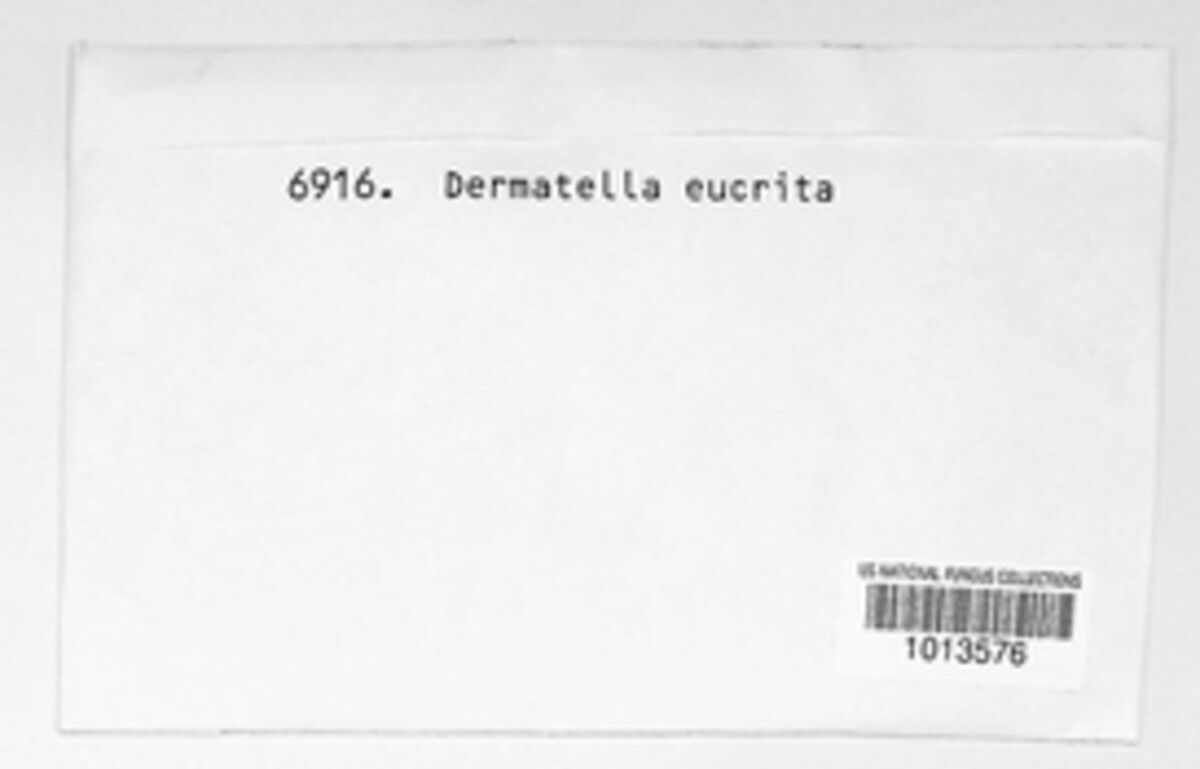 6916. Dermatella eucrita
US NATIONAL FUNGUS COLLECTIONS
1013576